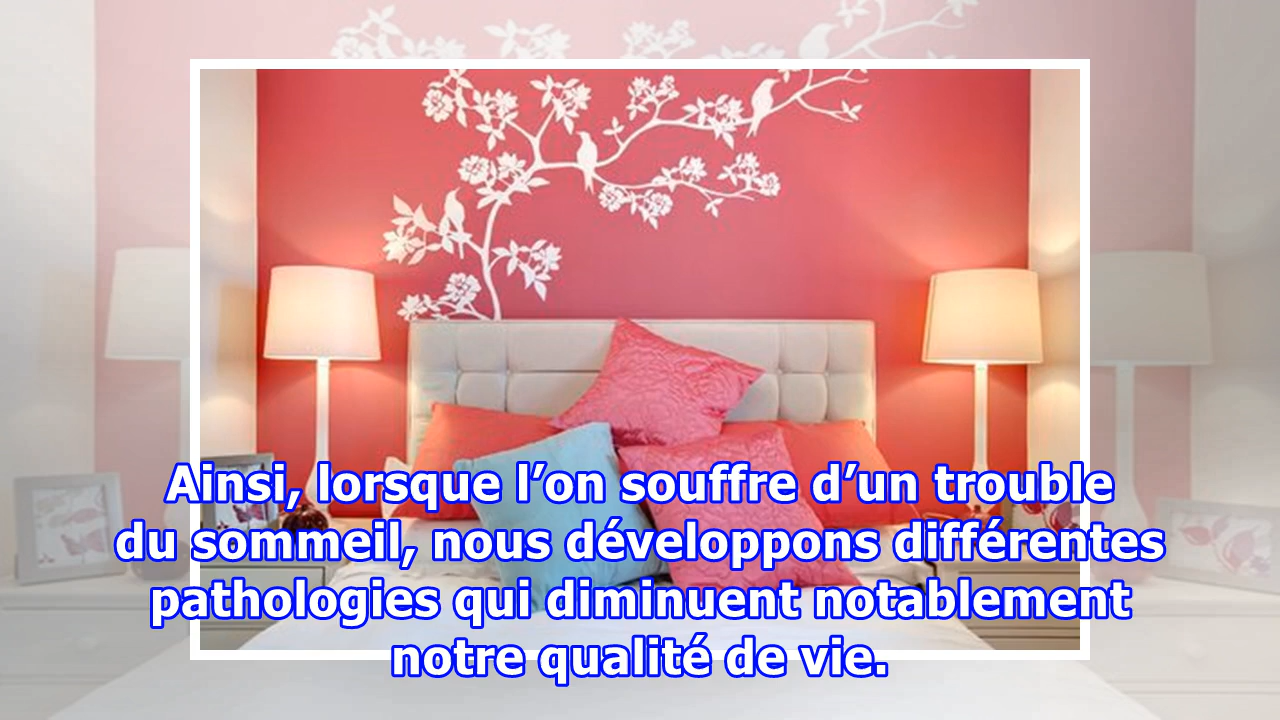 Ainsi, lorsque l’on souffre d’un trouble
du sommeil, nous développons différentes
pathologies qui diminuent notablement
notre qualité de vie.